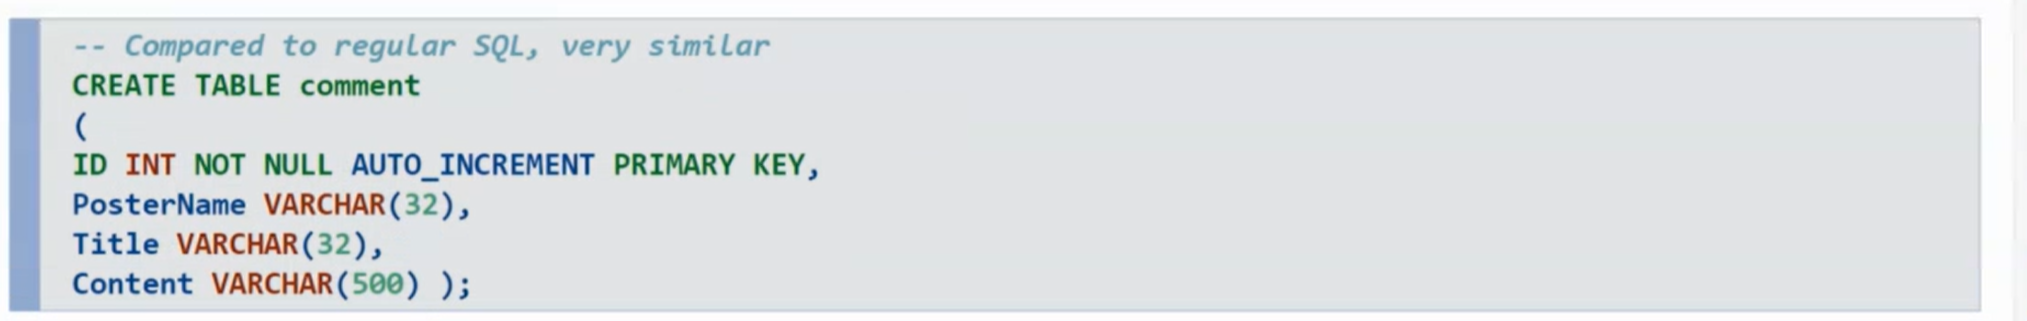 -- Compared to regular SQL, very similar
CREATE TABLE comment
(
ID INT NOT NULL AUTO_INCREMENT PRIMARY KEY,
PosterName VARCHAR(32),
Title VARCHAR(32),
Content VARCHAR(500) );